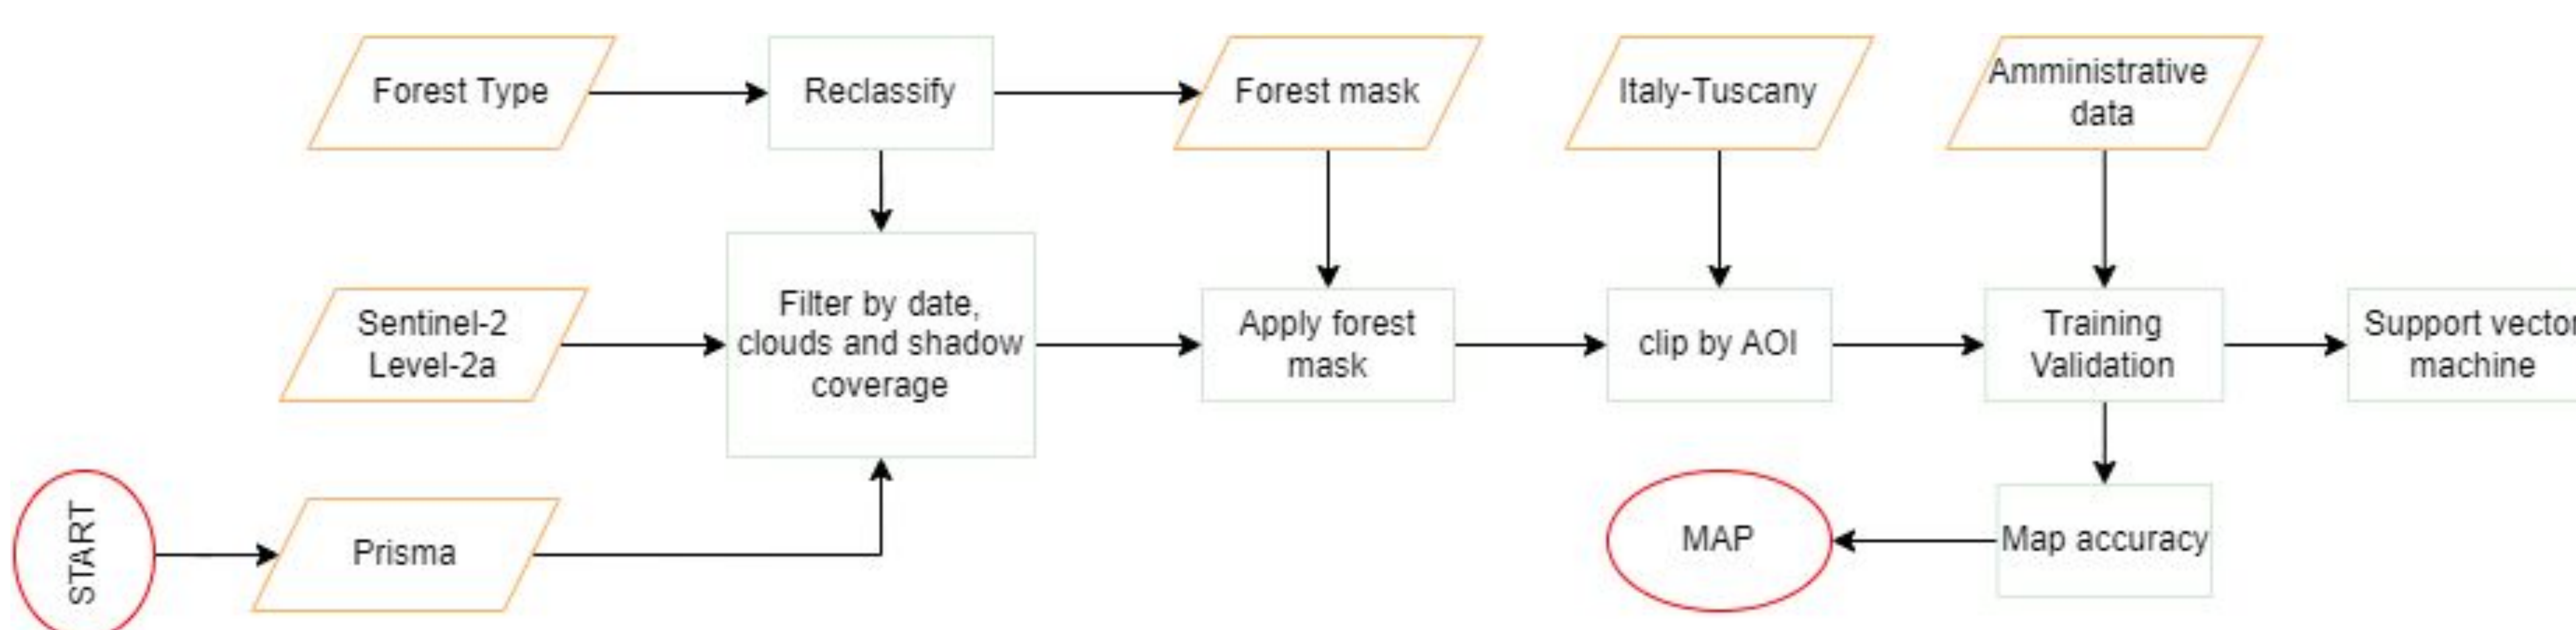 Forest Type
Reclassify
Forest mask
Italy-Tuscany
Amministrative
data
Sentinel-2
Level-2a
Filter by date,
clouds and shadow
coverage
Apply forest
mask
clip by AOI
Training
Validation
Support vector
machine
START
Prisma
MAP
Map accuracy